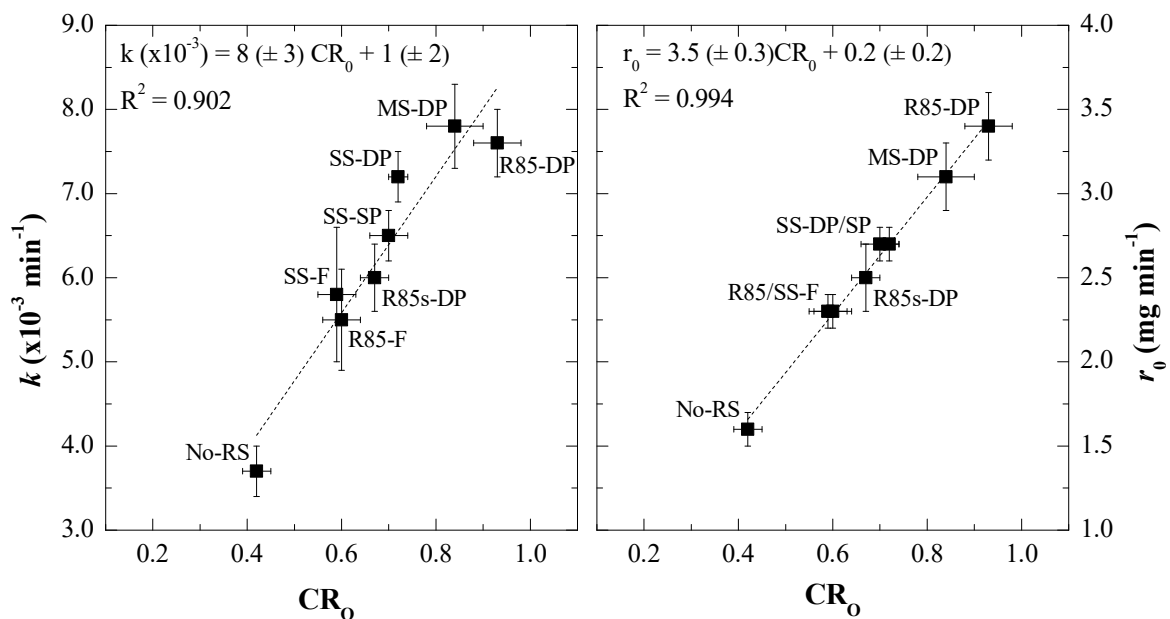 k (x10⁻³) = 8 (± 3) CR₀ + 1 (± 2)
R² = 0.902
MS-DP
R85-DP
SS-DP
SS-SP
SS-F
R85s-DP
R85-F
No-RS
9.0
8.0
7.0
6.0
5.0
4.0
3.0
k (x10⁻³ min⁻¹)
0.2 0.4 0.6 0.8 1.0
CR₀
r₀ = 3.5 (± 0.3)CR₀ + 0.2 (± 0.2)
R² = 0.994
R85-DP
MS-DP
SS-DP/SP
R85/SS-F
R85s-DP
No-RS
4.0
3.5
3.0
2.5
2.0
1.5
1.0
r₀ (mg min⁻¹)
0.2 0.4 0.6 0.8 1.0
CR₀